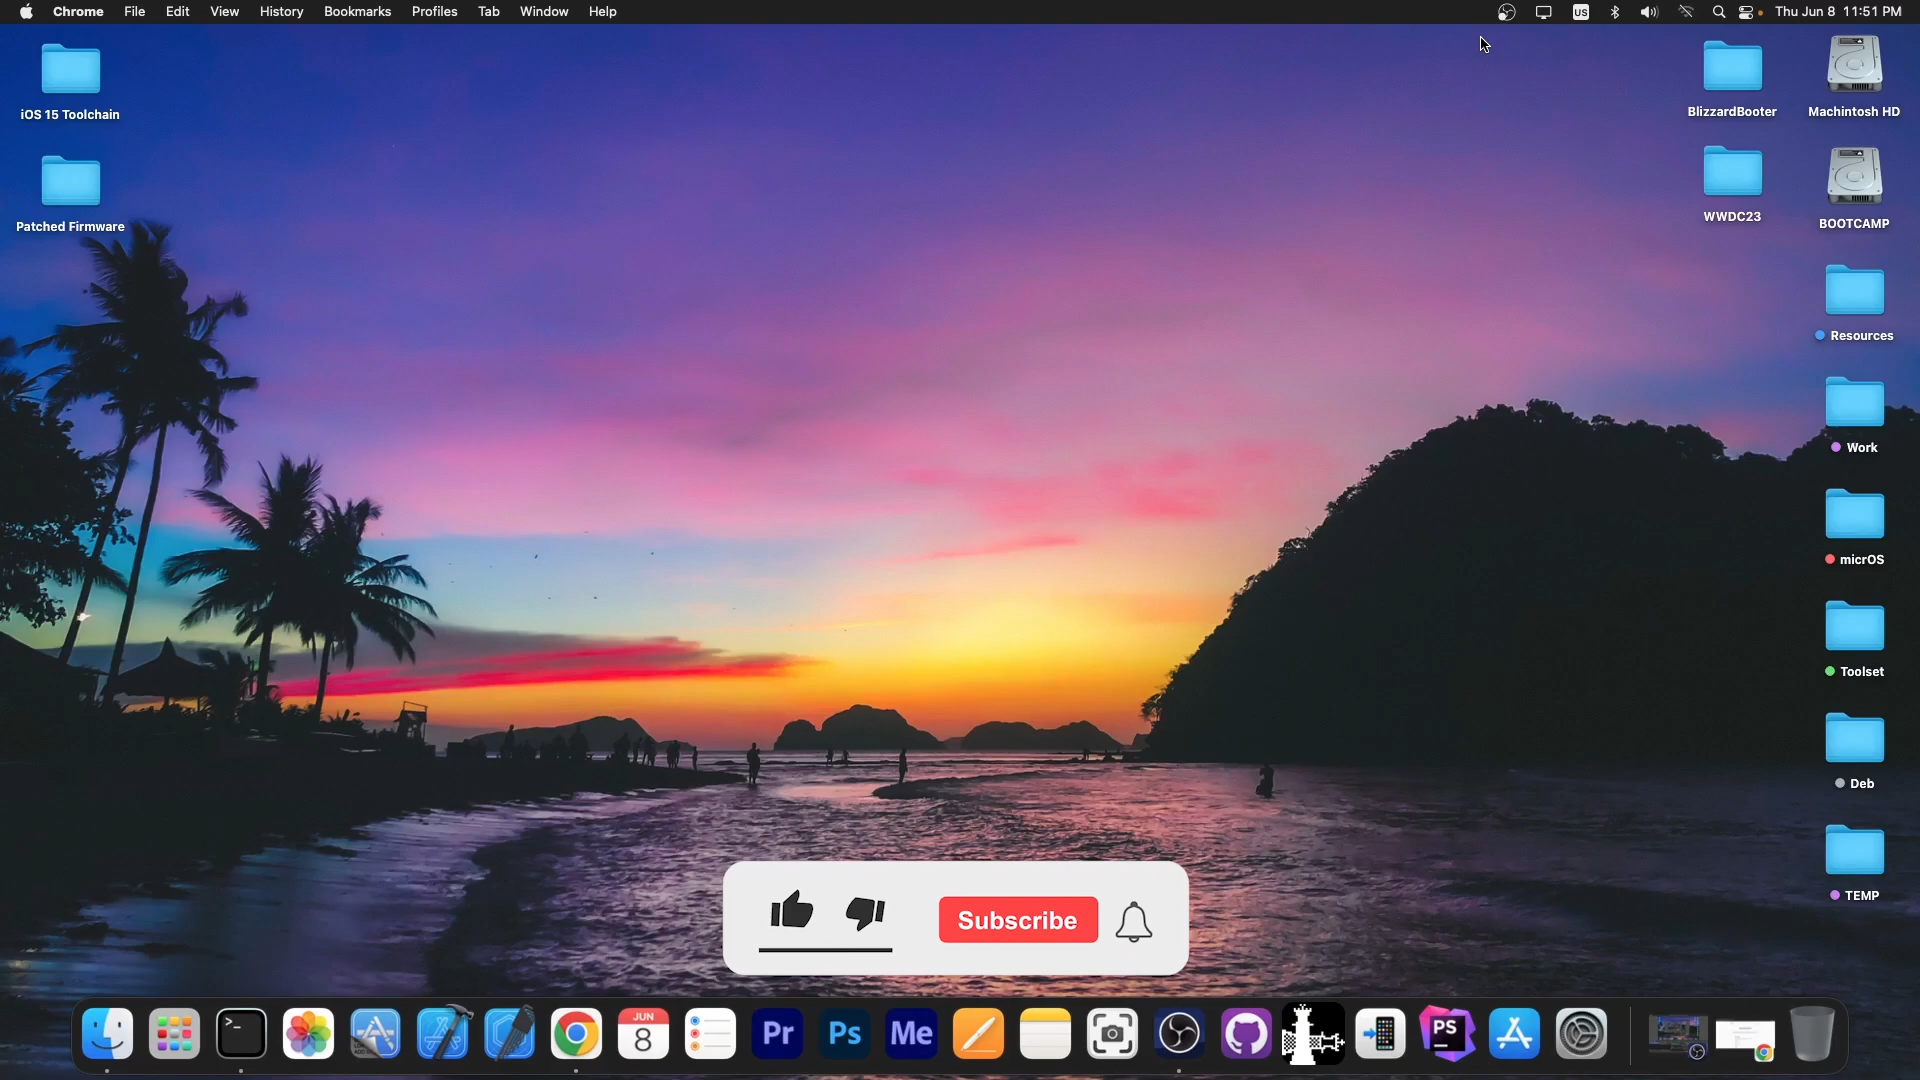 Chrome File Edit View History Bookmarks Profiles Tab Window Help US Thu Jun 8 11:51 PM
iOS 15 Toolchain
Patched Firmware
BlizzardBooter
Machintosh HD
WWDC23
BOOTCAMP
Resources
Work
micrOS
Toolset
Deb
TEMP
Subscribe
JUN
8
Pr
Ps
Me
PS